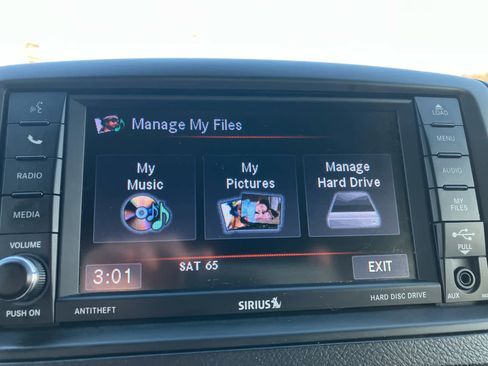 Manage My Files
LOAD
MENU
RADIO
AUDIO
My
Music
My
Pictures
Manage
Hard Drive
MEDIA
MY
FILES
VOLUME
PULL
3:01
SAT 65
EXIT
PUSH ON
ANTITHEFT
SIRIUS
HARD DISC DRIVE
AUX